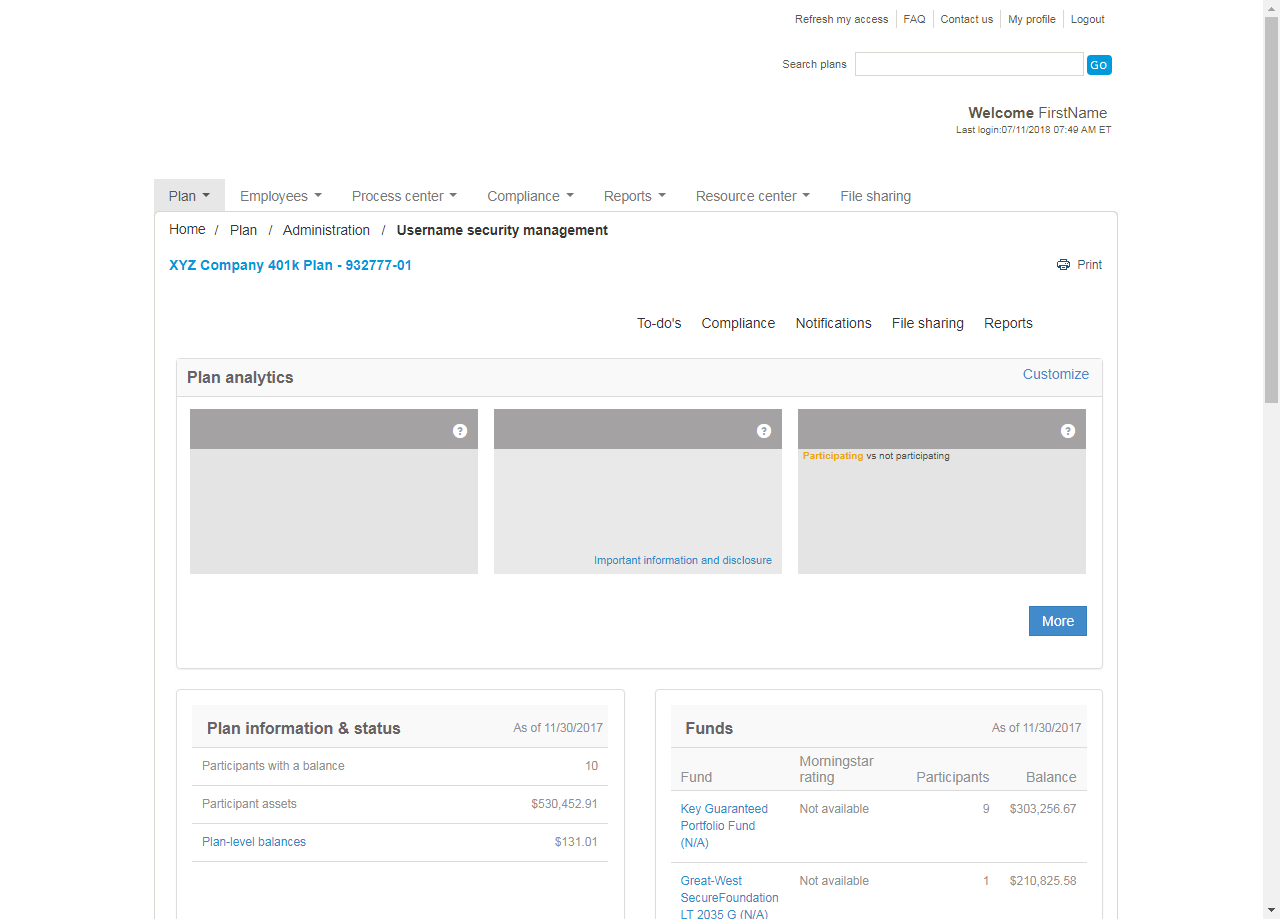 Refresh my access FAQ Contact us My profile Logout
Search plans Go
Welcome FirstName
Last login:07/11/2018 07:49 AM ET
Plan Employees Process center Compliance Reports Resource center File sharing
Home / Plan / Administration / Username security management
XYZ Company 401k Plan - 932777-01 Print
To-do's Compliance Notifications File sharing Reports
Plan analytics Customize
? ? ?
Participating vs not participating
Important information and disclosure
More
Plan information & status As of 11/30/2017
Participants with a balance 10
Participant assets $530,452.91
Plan-level balances $131.01
Funds As of 11/30/2017
Fund Morningstar rating Participants Balance
Key Guaranteed Not available 9 $303,256.67
Portfolio Fund
(N/A)
Great-West Not available 1 $210,825.58
SecureFoundation
LT 2035 G (N/A)